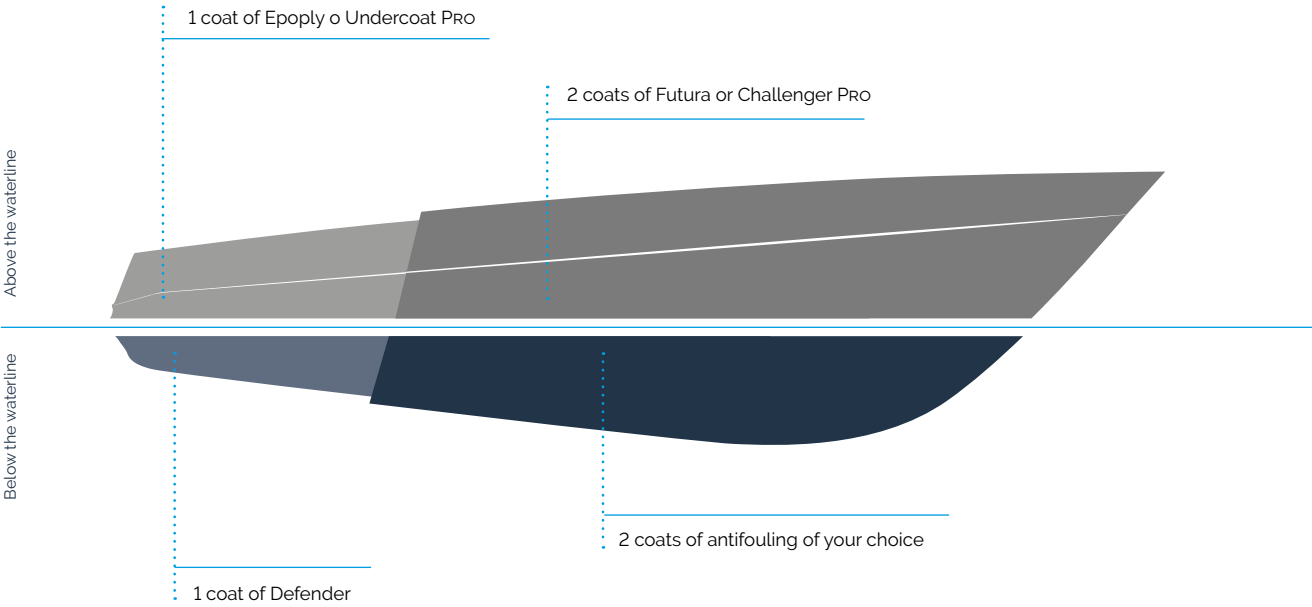 1 coat of Epoply o Undercoat PRO
2 coats of Futura or Challenger PRO
Above the waterline
Below the waterline
2 coats of antifouling of your choice
1 coat of Defender